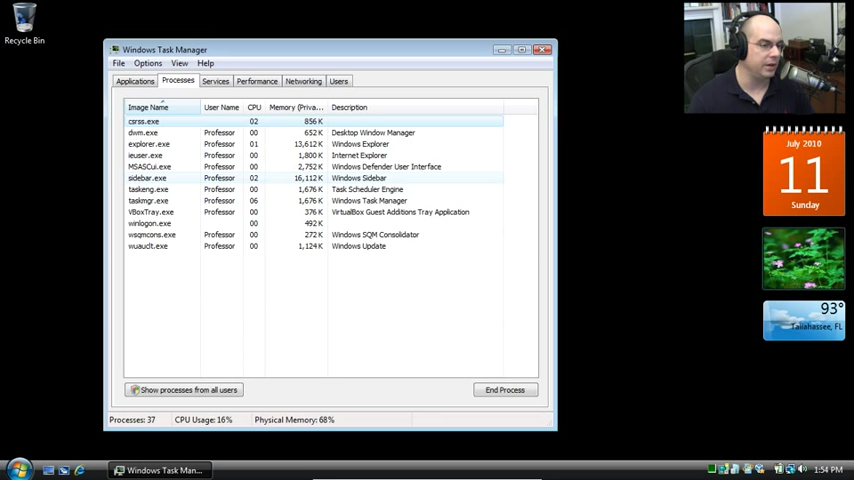 Recycle Bin
Windows Task Manager
File Options View Help
Applications Processes Services Performance Networking Users
Image Name User Name CPU Memory (Priva... Description
csrss.exe 02 856 K
dwm.exe Professor 00 652 K Desktop Window Manager
explorer.exe Professor 01 13,612 K Windows Explorer
ieuser.exe Professor 00 1,800 K Internet Explorer
MSASCui.exe Professor 00 2,752 K Windows Defender User Interface
sidebar.exe Professor 02 16,112 K Windows Sidebar
taskeng.exe Professor 00 1,676 K Task Scheduler Engine
taskmgr.exe Professor 06 1,676 K Windows Task Manager
VBoxTray.exe Professor 00 376 K VirtualBox Guest Additions Tray Application
winlogon.exe 00 492 K
wsqmcons.exe Professor 00 272 K Windows SQM Consolidator
wuauclt.exe Professor 00 1,124 K Windows Update
Show processes from all users End Process
Processes: 37 CPU Usage: 16% Physical Memory: 68%
July 2010
11
Sunday
93°
Tallahassee, FL
Windows Task Man... 1:54 PM